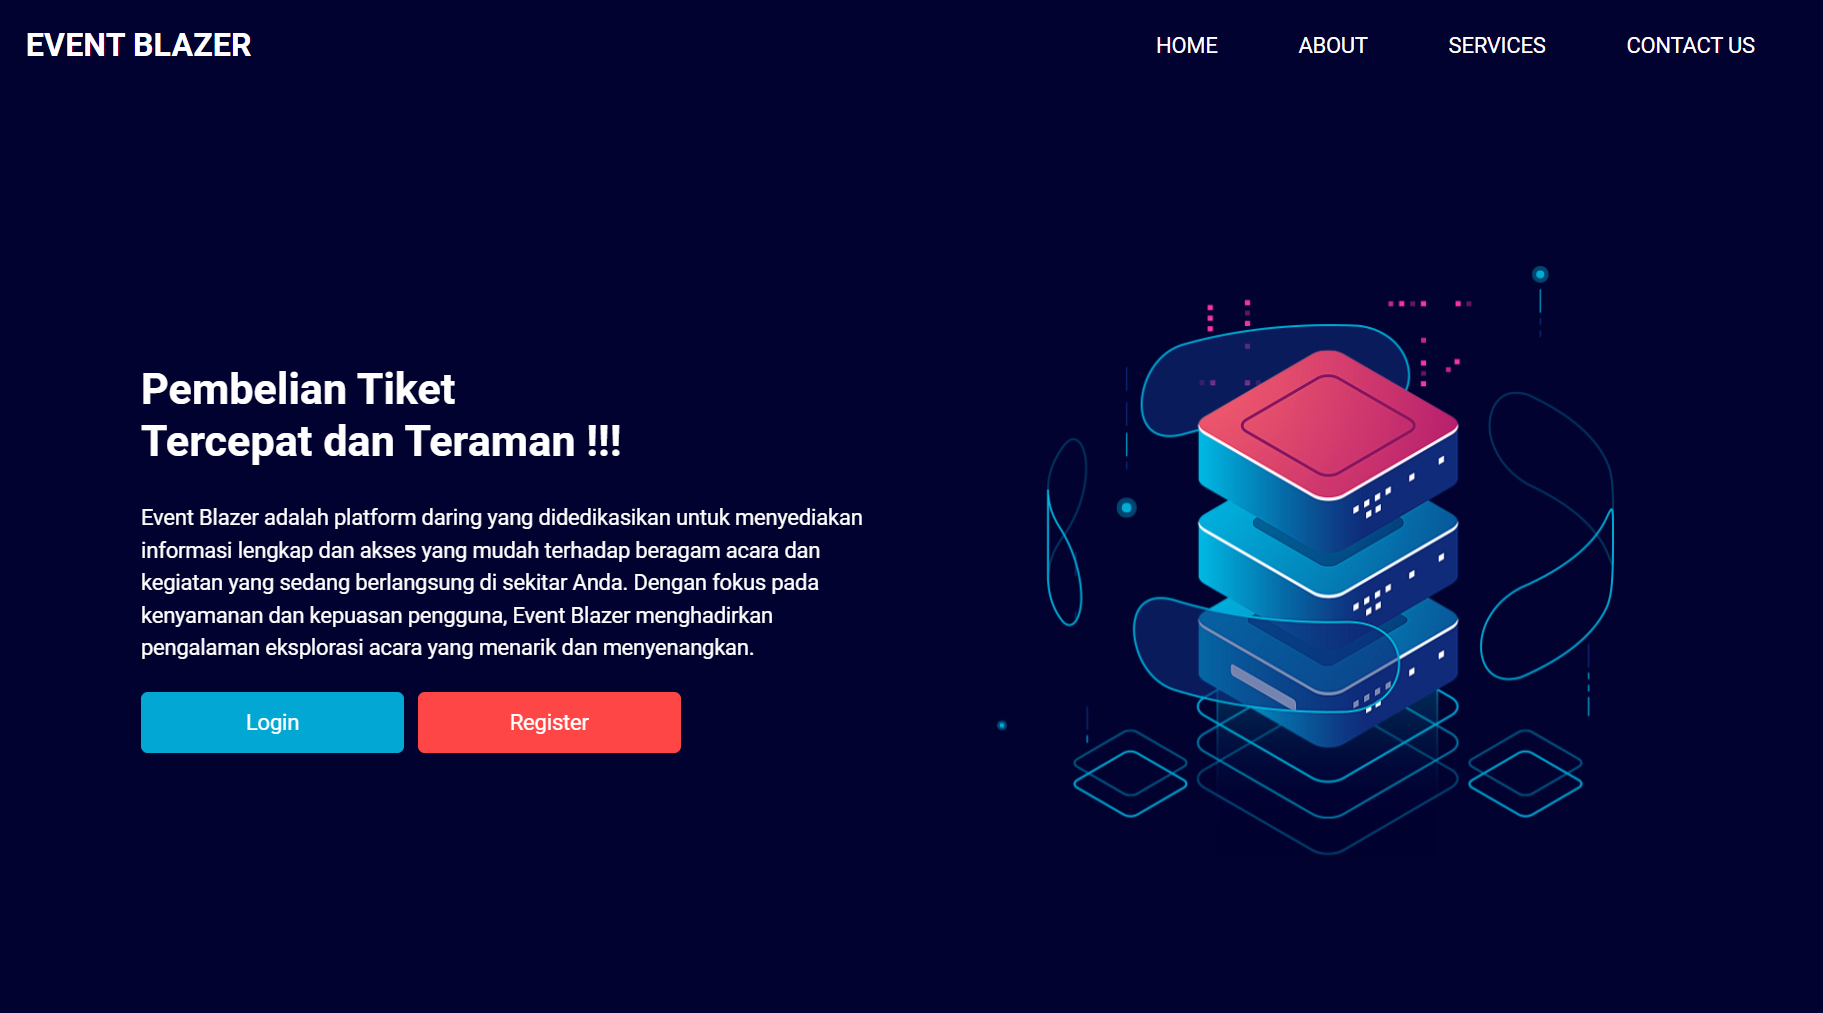 EVENT BLAZER
HOME
ABOUT
SERVICES
CONTACT US
Pembelian Tiket
Tercepat dan Teraman !!!
Event Blazer adalah platform daring yang didedikasikan untuk menyediakan
informasi lengkap dan akses yang mudah terhadap beragam acara dan
kegiatan yang sedang berlangsung di sekitar Anda. Dengan fokus pada
kenyamanan dan kepuasan pengguna, Event Blazer menghadirkan
pengalaman eksplorasi acara yang menarik dan menyenangkan.
Login
Register